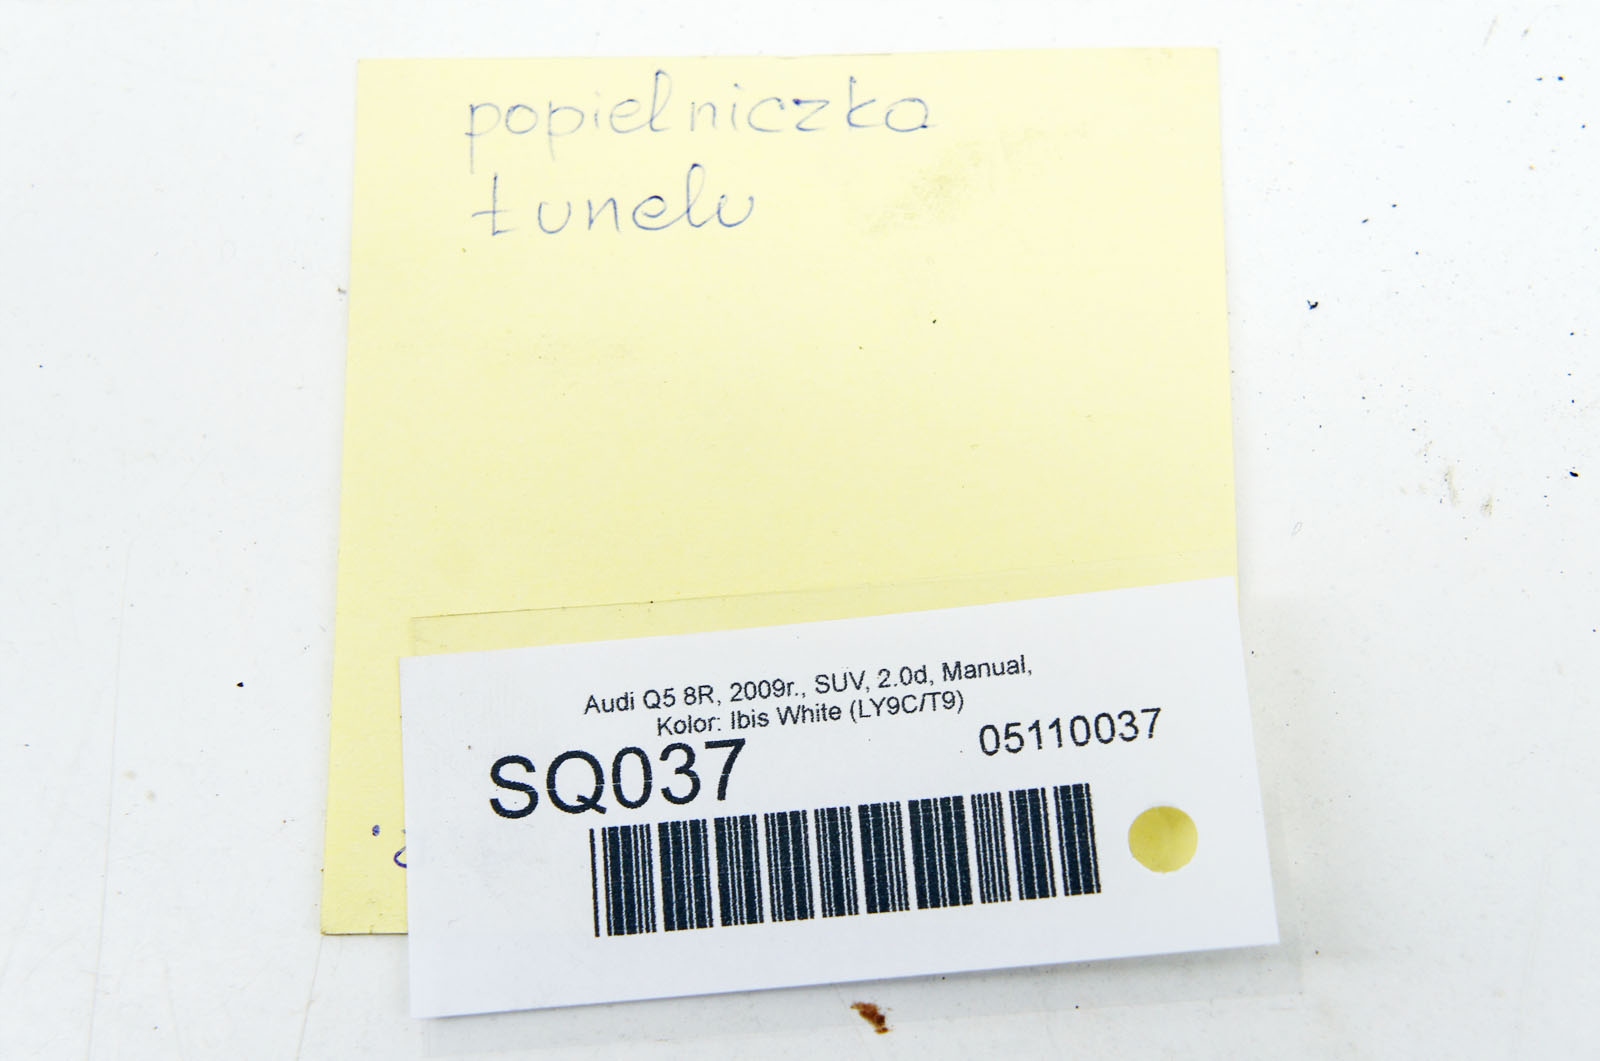 popielniczka
tunelu
Audi Q5 8R, 2009r., SUV, 2.0d, Manual,
Kolor: Ibis White (LY9C/T9)
SQ037
05110037